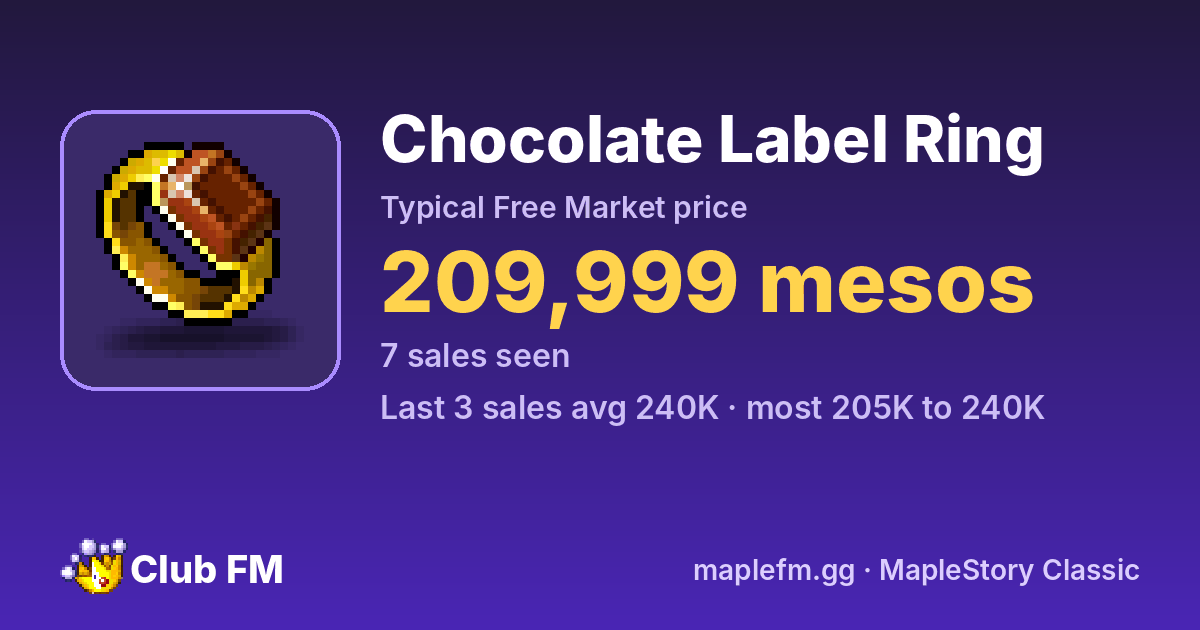 Chocolate Label Ring
Typical Free Market price
209,999 mesos
7 sales seen
Last 3 sales avg 240K · most 205K to 240K
Club FM
maplefm.gg · MapleStory Classic